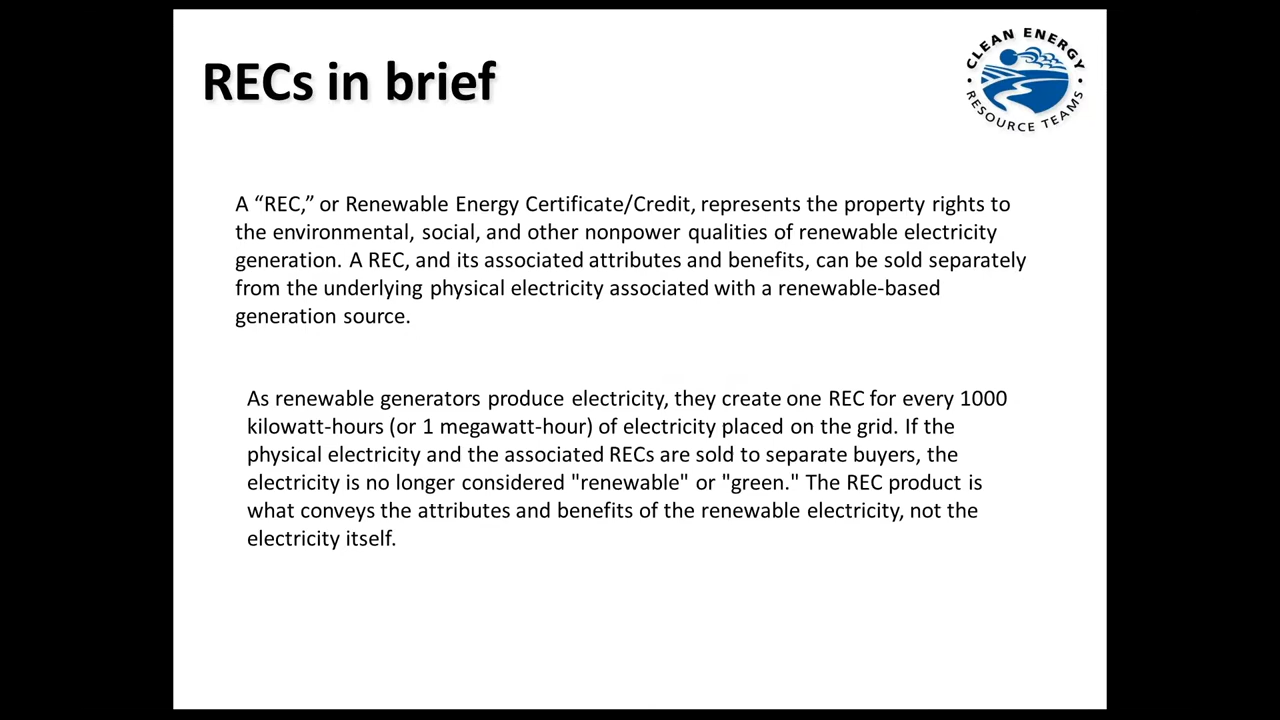 RECs in brief
CLEAN ENERGY
RESOURCE TEAMS
A “REC,” or Renewable Energy Certificate/Credit, represents the property rights to
the environmental, social, and other nonpower qualities of renewable electricity
generation. A REC, and its associated attributes and benefits, can be sold separately
from the underlying physical electricity associated with a renewable-based
generation source.
As renewable generators produce electricity, they create one REC for every 1000
kilowatt-hours (or 1 megawatt-hour) of electricity placed on the grid. If the
physical electricity and the associated RECs are sold to separate buyers, the
electricity is no longer considered "renewable" or "green." The REC product is
what conveys the attributes and benefits of the renewable electricity, not the
electricity itself.